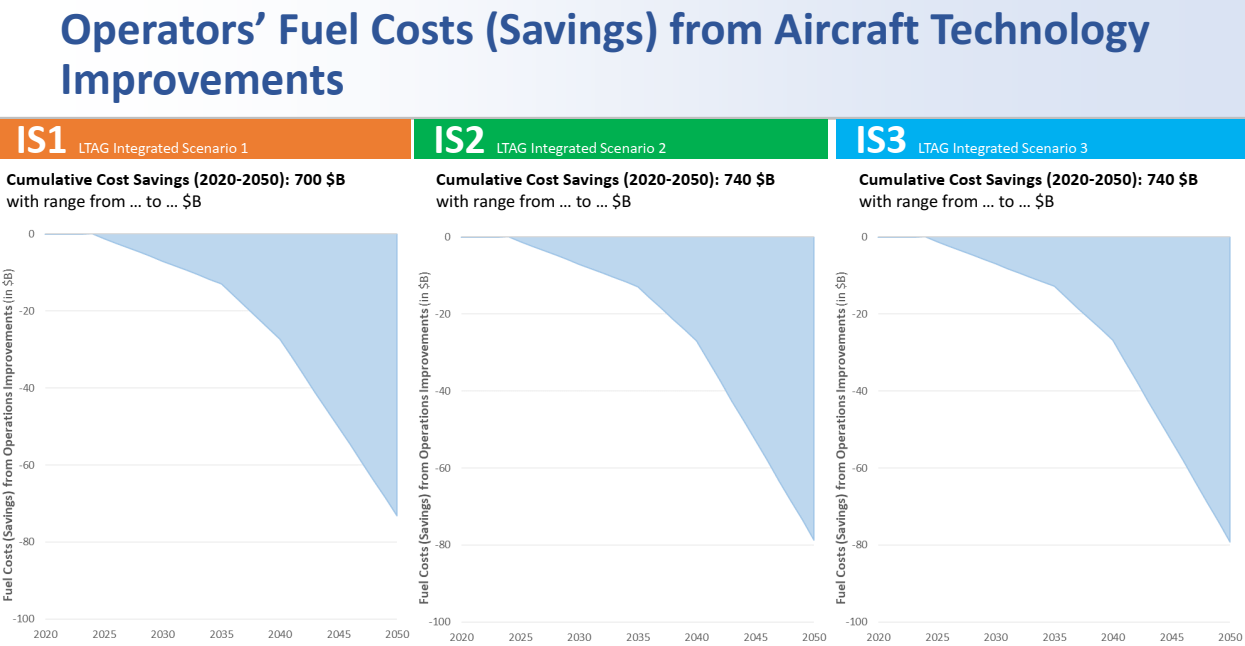 Operators’ Fuel Costs (Savings) from Aircraft Technology
Improvements
IS1 LTAG Integrated Scenario 1
Cumulative Cost Savings (2020-2050): 700 $B
with range from … to … $B
Fuel Costs (Savings) from Operations Improvements (in $B)
0
-20
-40
-60
-80
-100
2020 2025 2030 2035 2040 2045 2050
IS2 LTAG Integrated Scenario 2
Cumulative Cost Savings (2020-2050): 740 $B
with range from … to … $B
Fuel Costs (Savings) from Operations Improvements (in $B)
0
-20
-40
-60
-80
-100
2020 2025 2030 2035 2040 2045 2050
IS3 LTAG Integrated Scenario 3
Cumulative Cost Savings (2020-2050): 740 $B
with range from … to … $B
Fuel Costs (Savings) from Operations Improvements (in $B)
0
-20
-40
-60
-80
-100
2020 2025 2030 2035 2040 2045 2050